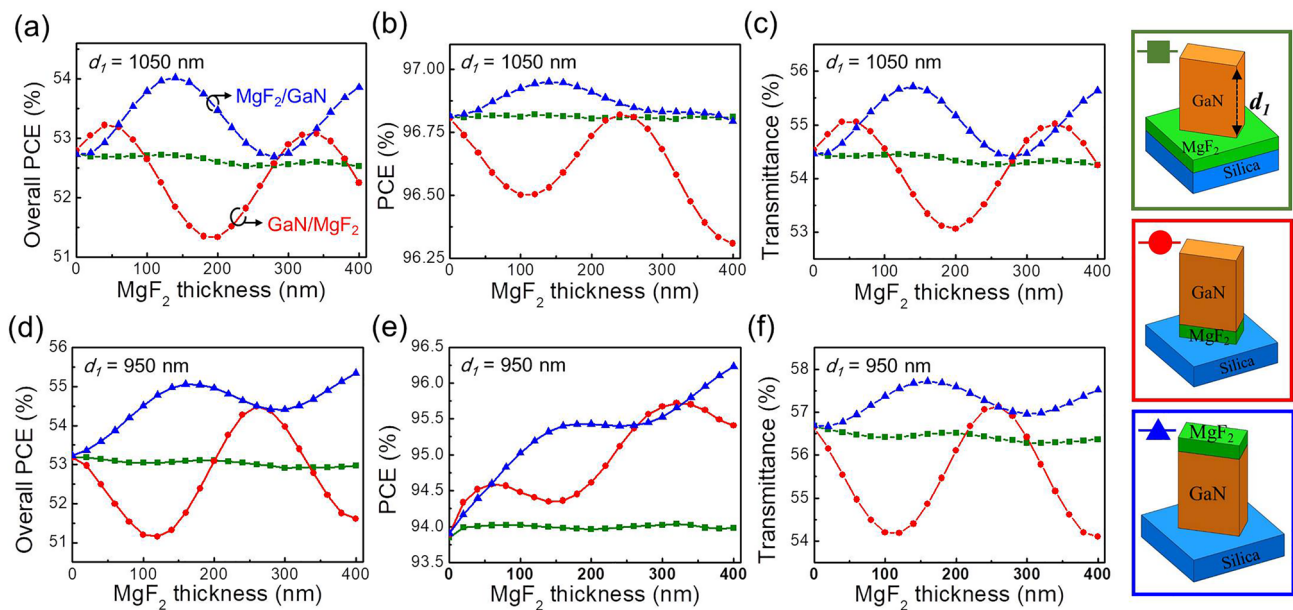 (a)
d₁ = 1050 nm
MgF₂/GaN
GaN/MgF₂
Overall PCE (%)
54
53
52
51
0 100 200 300 400
MgF₂ thickness (nm)
(b)
d₁ = 1050 nm
PCE (%)
97.00
96.75
96.50
96.25
0 100 200 300 400
MgF₂ thickness (nm)
(c)
d₁ = 1050 nm
Transmittance (%)
56
55
54
53
0 100 200 300 400
MgF₂ thickness (nm)
GaN
d₁
MgF₂
Silica
(d)
d₁ = 950 nm
Overall PCE (%)
56
55
54
53
52
51
0 100 200 300 400
MgF₂ thickness (nm)
(e)
d₁ = 950 nm
PCE (%)
96.5
96.0
95.5
95.0
94.5
94.0
93.5
0 100 200 300 400
MgF₂ thickness (nm)
(f)
d₁ = 950 nm
Transmittance (%)
58
57
56
55
54
0 100 200 300 400
MgF₂ thickness (nm)
GaN
MgF₂
Silica
MgF₂
GaN
Silica